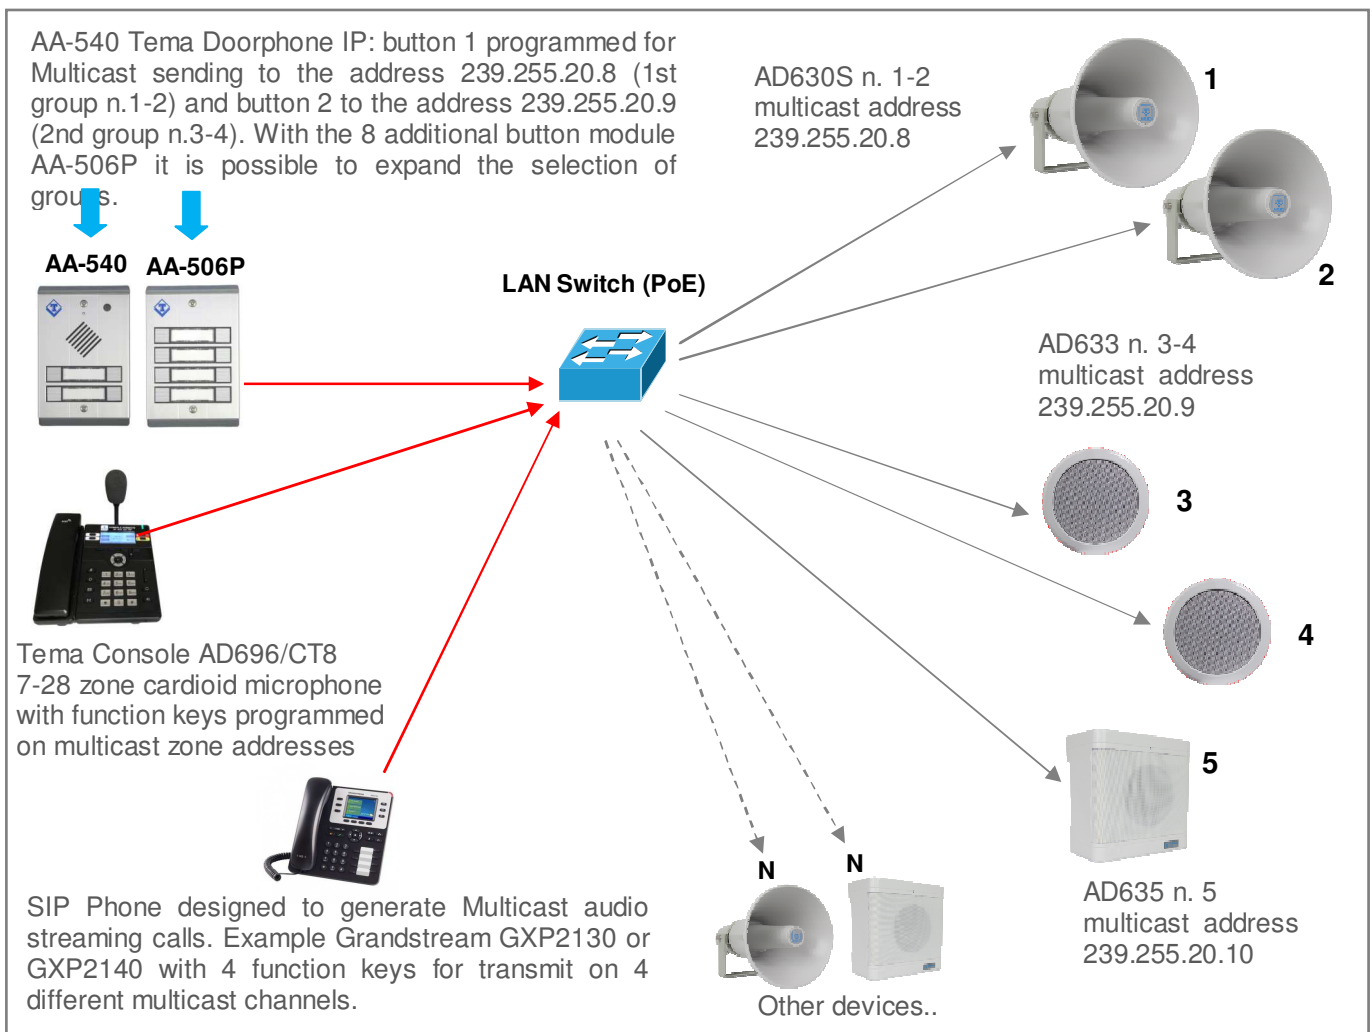 AA-540 Tema Doorphone IP: button 1 programmed for
Multicast sending to the address 239.255.20.8 (1st
group n.1-2) and button 2 to the address 239.255.20.9
(2nd group n.3-4). With the 8 additional button module
AA-506P it is possible to expand the selection of
groups.
AA-540
AA-506P
LAN Switch (PoE)
AD630S n. 1-2
multicast address
239.255.20.8
1
2
AD633 n. 3-4
multicast address
239.255.20.9
3
4
Tema Console AD696/CT8
7-28 zone cardioid microphone
with function keys programmed
on multicast zone addresses
5
AD635 n. 5
multicast address
239.255.20.10
SIP Phone designed to generate Multicast audio
streaming calls. Example Grandstream GXP2130 or
GXP2140 with 4 function keys for transmit on 4
different multicast channels.
N
N
Other devices..